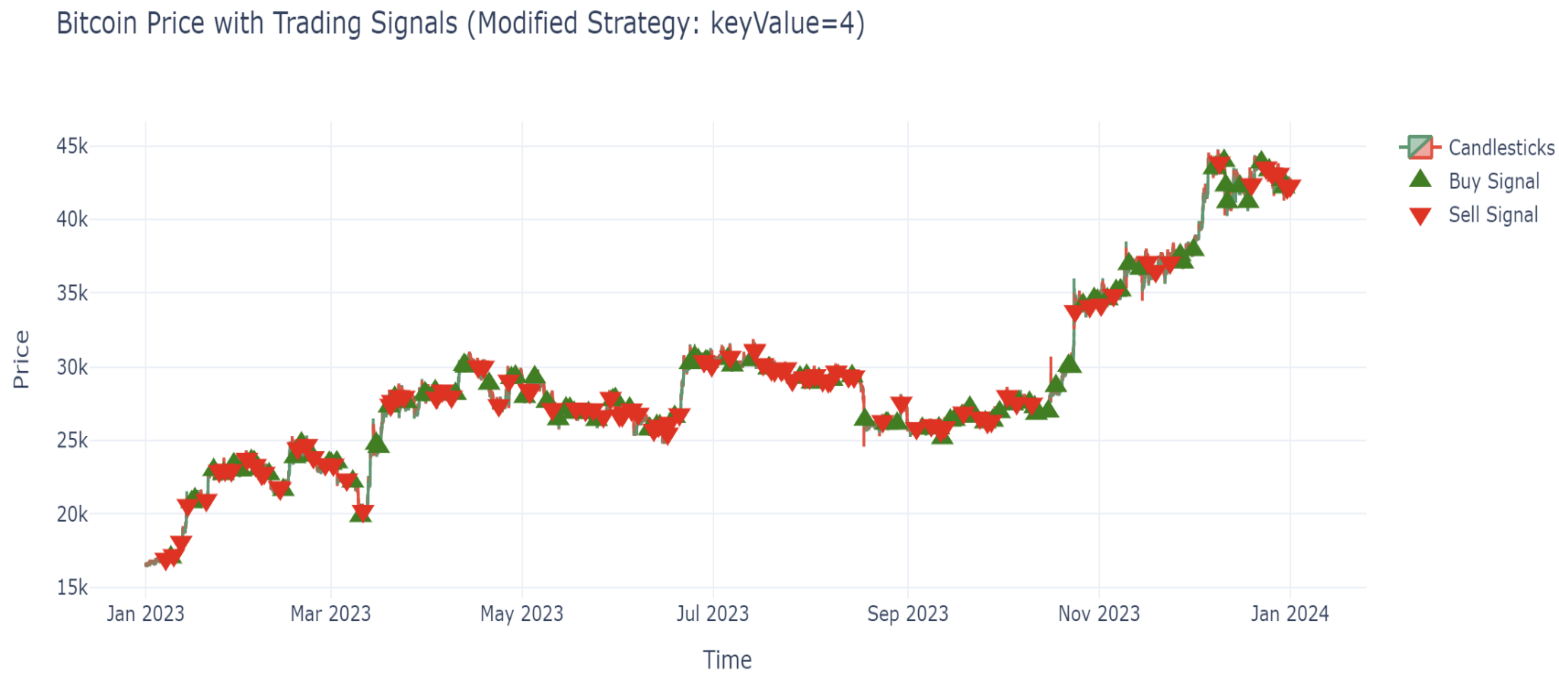 Bitcoin Price with Trading Signals (Modified Strategy: keyValue=4)
45k
40k
35k
30k
25k
20k
15k
Price
Jan 2023
Mar 2023
May 2023
Jul 2023
Sep 2023
Nov 2023
Jan 2024
Time
Candlesticks
Buy Signal
Sell Signal